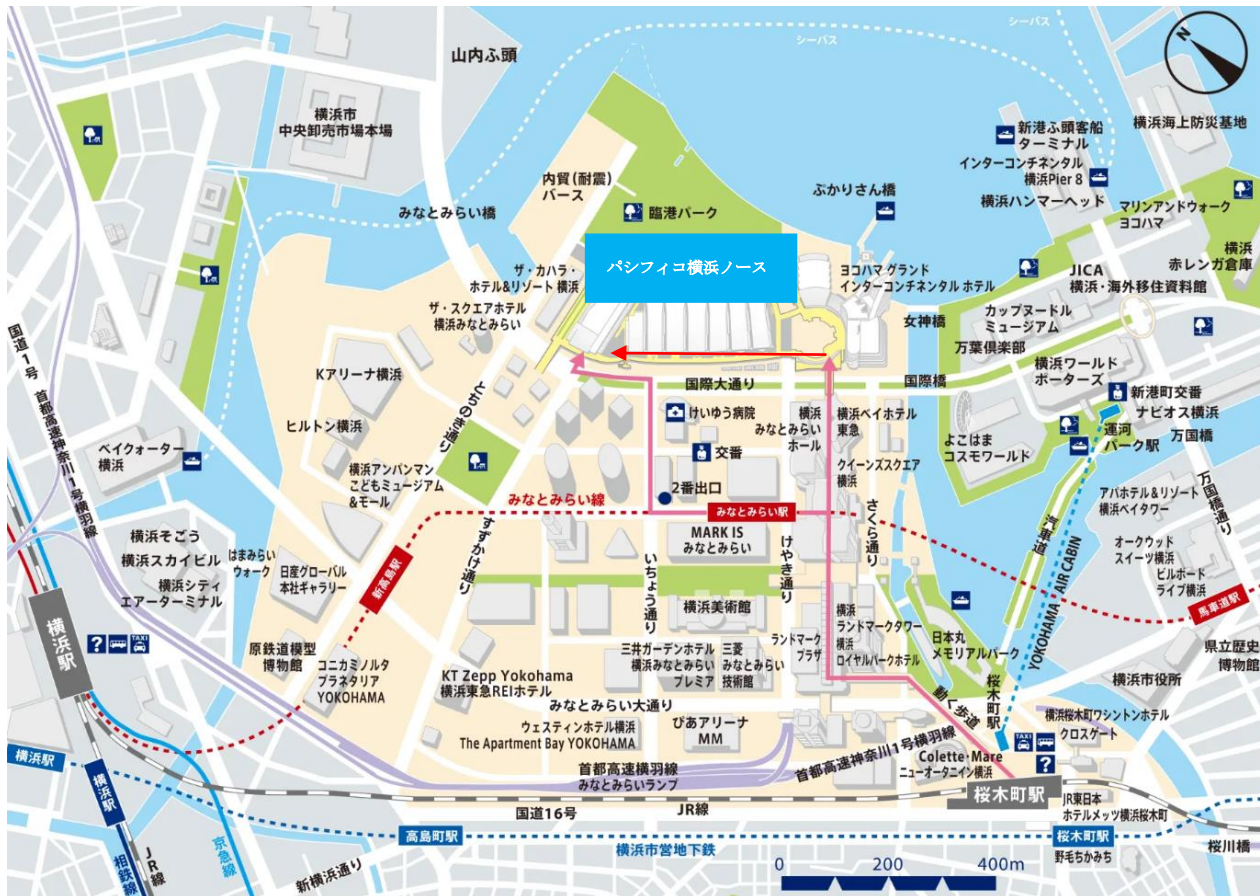 シーバス
シーバス
N
山内ふ頭
横浜市
中央卸売市場本場
新港ふ頭客船
ターミナル
横浜海上防災基地
インターコンチネンタル
横浜Pier 8
内貿(耐震)
バース
ぷかりさん橋
横浜ハンマーヘッド
マリンアンドウォーク
ヨコハマ
みなとみらい橋
臨港パーク
横浜
赤レンガ倉庫
パシフィコ横浜ノース
ザ・カハラ・
ホテル&リゾート 横浜
ヨコハマ グランド
インターコンチネンタル ホテル
JICA
横浜・海外移住資料館
ザ・スクエアホテル
横浜みなとみらい
女神橋
カップヌードル
ミュージアム
万葉倶楽部
横浜ワールド
ポーターズ
国道1号
首都高速神奈川1号横羽線
Kアリーナ横浜
とちのき通り
国際大通り
国際橋
新港町交番
ナビオス横浜
けいゆう病院
横浜
みなとみらい
ホール
横浜ベイホテル
東急
運河
パーク駅
万国橋
ヒルトン横浜
ベイクォーター
横浜
交番
クイーンズスクエア
横浜
よこはま
コスモワールド
横浜アンパンマン
こどもミュージアム
&モール
2番出口
みなとみらい線
みなとみらい駅
さくら通り
汽車道
アパホテル&リゾート
横浜ベイタワー
万国橋通り
横浜そごう
横浜スカイビル
はまみらい
ウォーク
横浜シティ
エアーターミナル
日産グローバル
本社ギャラリー
新高島駅
すずかけ通り
MARK IS
みなとみらい
いちょう通り
けやき通り
YOKOHAMA AIR CABIN
オークウッド
スイーツ横浜
ビルボード
ライブ横浜
馬車道駅
横浜駅
?
TAXI
横浜美術館
横浜
ランドマークタワー
横浜
ロイヤルパークホテル
ランドマーク
プラザ
日本丸
メモリアルパーク
県立歴史
博物館
原鉄道模型
博物館
コニカミノルタ
プラネタリア
YOKOHAMA
KT Zepp Yokohama
横浜東急REIホテル
三井ガーデンホテル
横浜みなとみらい
プレミア
三菱
みなとみらい
技術館
横浜市役所
みなとみらい大通り
動く歩道
桜木町駅
横浜桜木町ワシントンホテル
クロスゲート
ウェスティンホテル横浜
The Apartment Bay YOKOHAMA
ぴあアリーナ
MM
TAXI
?
首都高速横羽線
みなとみらいランプ
首都高速神奈川1号横羽線
Colette・Mare
ニューオータニイン横浜
桜木町駅
横浜駅
横浜駅
国道16号
JR線
JR東日本
ホテルメッツ横浜桜木町
高島町駅
横浜市営地下鉄
桜木町駅
桜川橋
野毛ちかみち
相鉄線
JR線
京急線
新横浜通り
0
200
400m